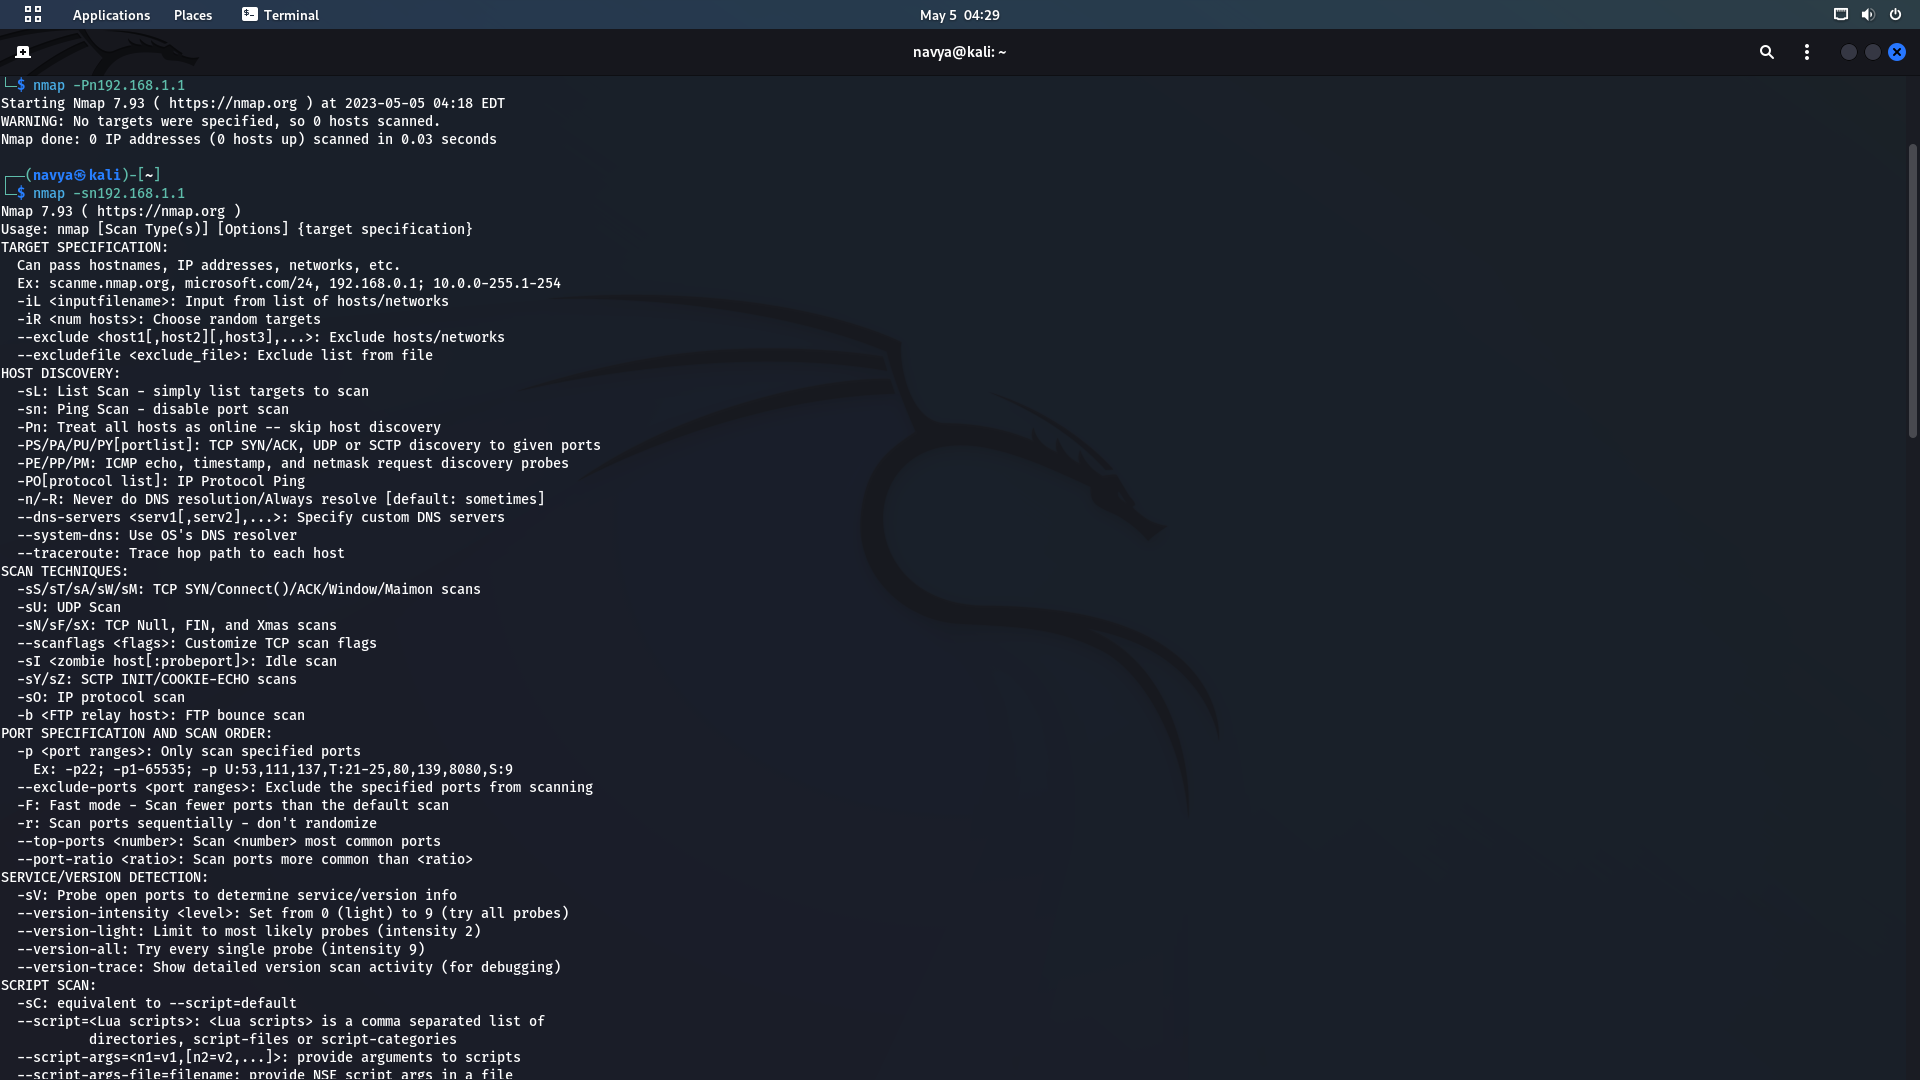 Applications Places Terminal May 5 04:29
navya@kali: ~
└─$ nmap -Pn192.168.1.1
Starting Nmap 7.93 ( https://nmap.org ) at 2023-05-05 04:18 EDT
WARNING: No targets were specified, so 0 hosts scanned.
Nmap done: 0 IP addresses (0 hosts up) scanned in 0.03 seconds
┌──(navya㉿kali)-[~]
└─$ nmap -sn192.168.1.1
Nmap 7.93 ( https://nmap.org )
Usage: nmap [Scan Type(s)] [Options] {target specification}
TARGET SPECIFICATION:
  Can pass hostnames, IP addresses, networks, etc.
  Ex: scanme.nmap.org, microsoft.com/24, 192.168.0.1; 10.0.0-255.1-254
  -iL <inputfilename>: Input from list of hosts/networks
  -iR <num hosts>: Choose random targets
  --exclude <host1[,host2][,host3],...>: Exclude hosts/networks
  --excludefile <exclude_file>: Exclude list from file
HOST DISCOVERY:
  -sL: List Scan - simply list targets to scan
  -sn: Ping Scan - disable port scan
  -Pn: Treat all hosts as online -- skip host discovery
  -PS/PA/PU/PY[portlist]: TCP SYN/ACK, UDP or SCTP discovery to given ports
  -PE/PP/PM: ICMP echo, timestamp, and netmask request discovery probes
  -PO[protocol list]: IP Protocol Ping
  -n/-R: Never do DNS resolution/Always resolve [default: sometimes]
  --dns-servers <serv1[,serv2],...>: Specify custom DNS servers
  --system-dns: Use OS's DNS resolver
  --traceroute: Trace hop path to each host
SCAN TECHNIQUES:
  -sS/sT/sA/sW/sM: TCP SYN/Connect()/ACK/Window/Maimon scans
  -sU: UDP Scan
  -sN/sF/sX: TCP Null, FIN, and Xmas scans
  --scanflags <flags>: Customize TCP scan flags
  -sI <zombie host[:probeport]>: Idle scan
  -sY/sZ: SCTP INIT/COOKIE-ECHO scans
  -sO: IP protocol scan
  -b <FTP relay host>: FTP bounce scan
PORT SPECIFICATION AND SCAN ORDER:
  -p <port ranges>: Only scan specified ports
    Ex: -p22; -p1-65535; -p U:53,111,137,T:21-25,80,139,8080,S:9
  --exclude-ports <port ranges>: Exclude the specified ports from scanning
  -F: Fast mode - Scan fewer ports than the default scan
  -r: Scan ports sequentially - don't randomize
  --top-ports <number>: Scan <number> most common ports
  --port-ratio <ratio>: Scan ports more common than <ratio>
SERVICE/VERSION DETECTION:
  -sV: Probe open ports to determine service/version info
  --version-intensity <level>: Set from 0 (light) to 9 (try all probes)
  --version-light: Limit to most likely probes (intensity 2)
  --version-all: Try every single probe (intensity 9)
  --version-trace: Show detailed version scan activity (for debugging)
SCRIPT SCAN:
  -sC: equivalent to --script=default
  --script=<Lua scripts>: <Lua scripts> is a comma separated list of
           directories, script-files or script-categories
  --script-args=<n1=v1,[n2=v2,...]>: provide arguments to scripts
  --script-args-file=filename: provide NSE script args in a file